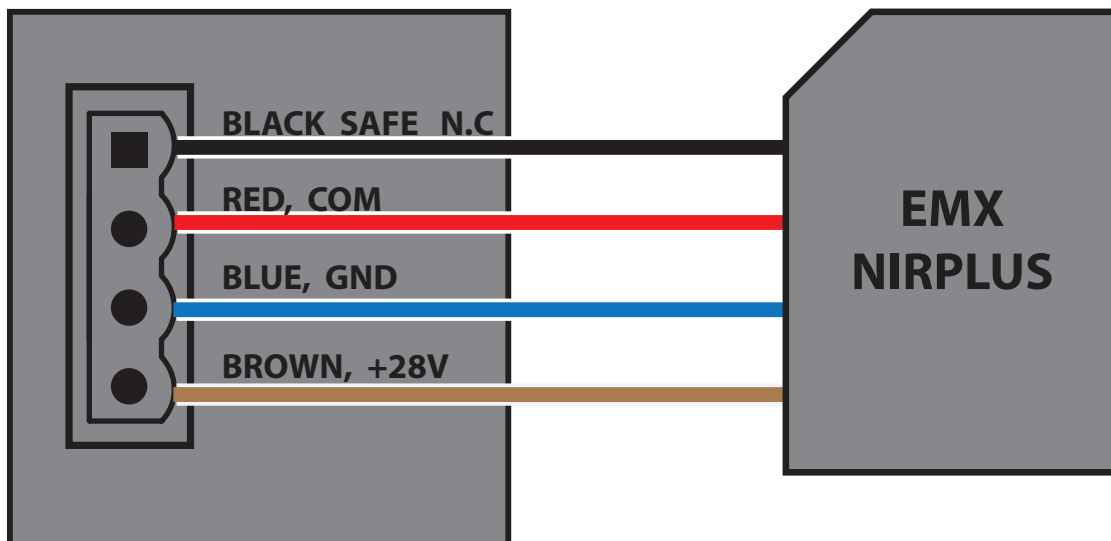 BLACK SAFE N.C
RED, COM
BLUE, GND
BROWN, +28V
EMX
NIRPLUS